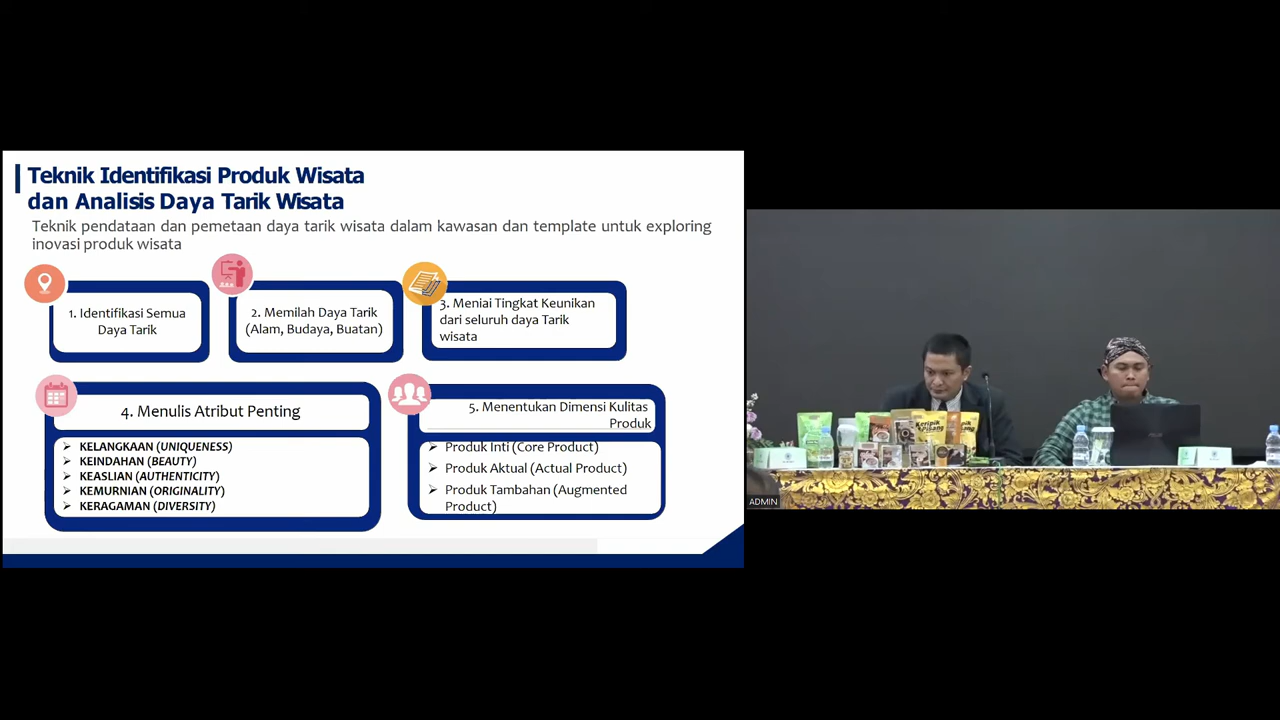 Teknik Identifikasi Produk Wisata
dan Analisis Daya Tarik Wisata
Teknik pendataan dan pemetaan daya tarik wisata dalam kawasan dan template untuk exploring
inovasi produk wisata
1. Identifikasi Semua
Daya Tarik
2. Memilah Daya Tarik
(Alam, Budaya, Buatan)
3. Meniai Tingkat Keunikan
dari seluruh daya Tarik
wisata
4. Menulis Atribut Penting
KELANGKAAN (UNIQUENESS)
KEINDAHAN (BEAUTY)
KEASLIAN (AUTHENTICITY)
KEMURNIAN (ORIGINALITY)
KERAGAMAN (DIVERSITY)
5. Menentukan Dimensi Kulitas
Produk
Produk Inti (Core Product)
Produk Aktual (Actual Product)
Produk Tambahan (Augmented
Product)
Keripik
Pisang
ADMIN